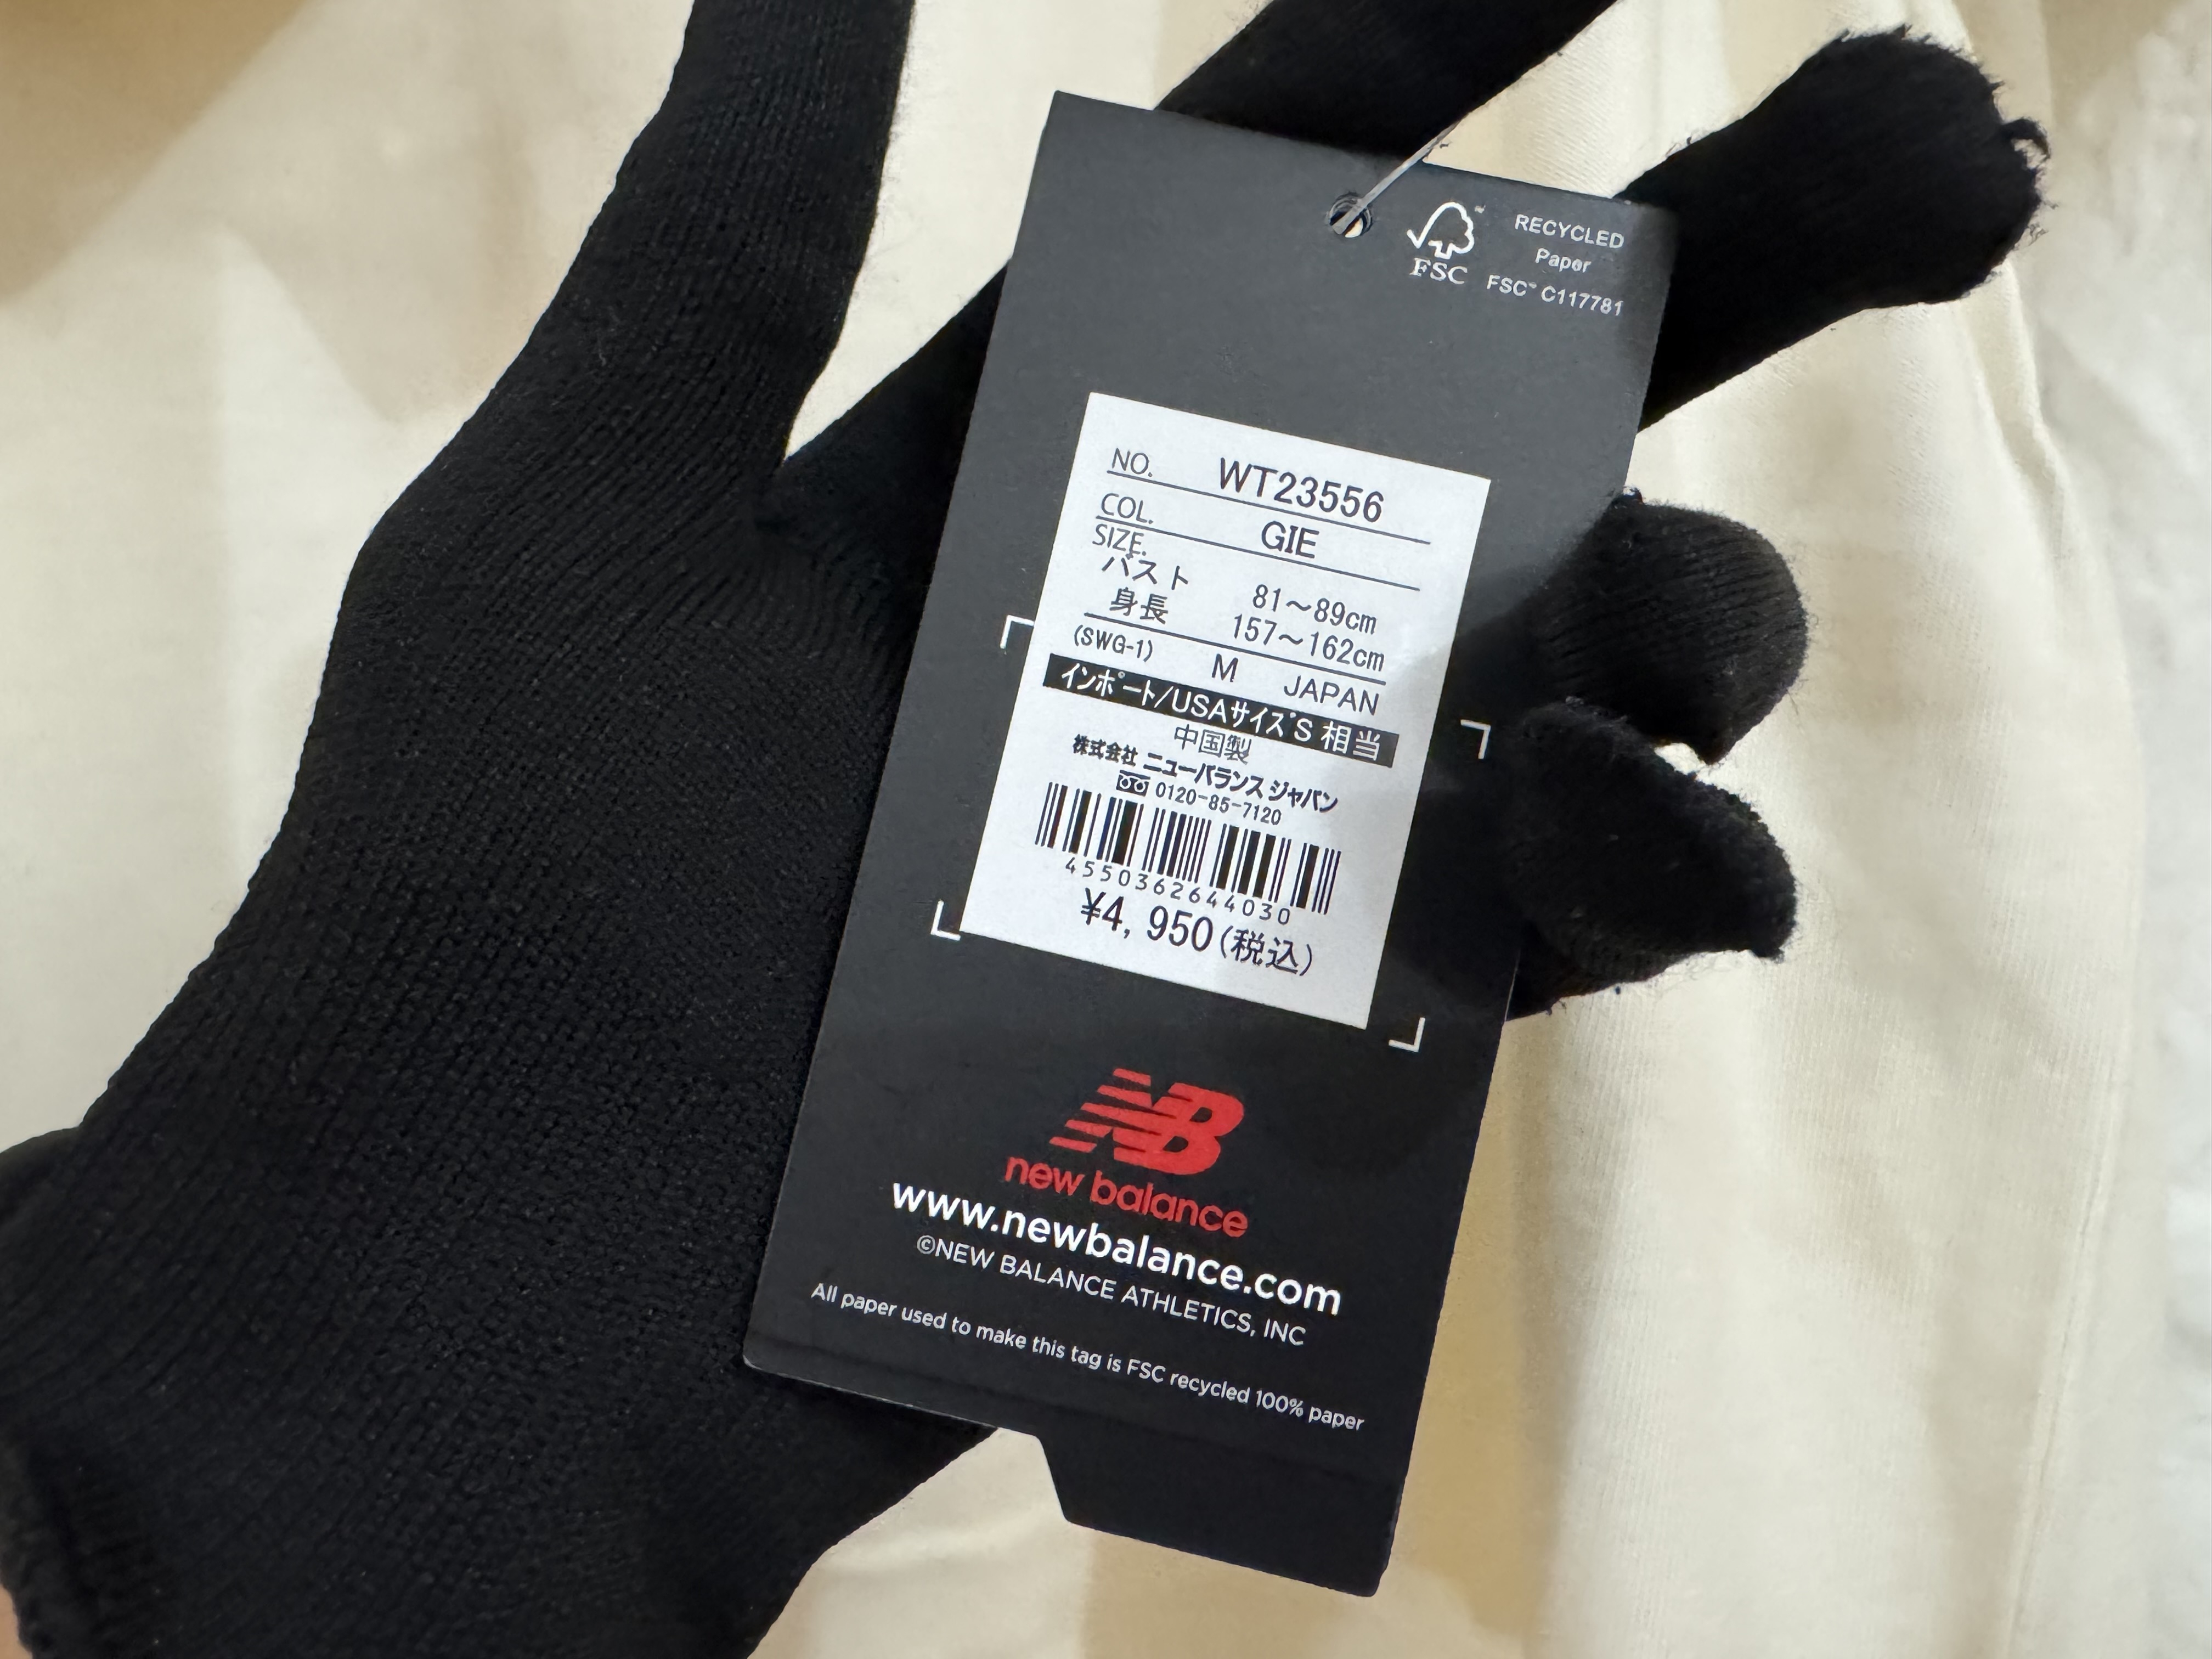 FSC
RECYCLED
Paper
FSC™ C117781
NO. WT23556
COL. GIE
SIZE.
バスト 81～89cm
身長 157～162cm
(SWG-1) M JAPAN
インポート/USAサイズS 相当
中国製
株式会社 ニューバランス ジャパン
0120-85-7120
4550362644030
¥4, 950(税込)
NB
new balance
www.newbalance.com
©NEW BALANCE ATHLETICS, INC
All paper used to make this tag is FSC recycled 100% paper